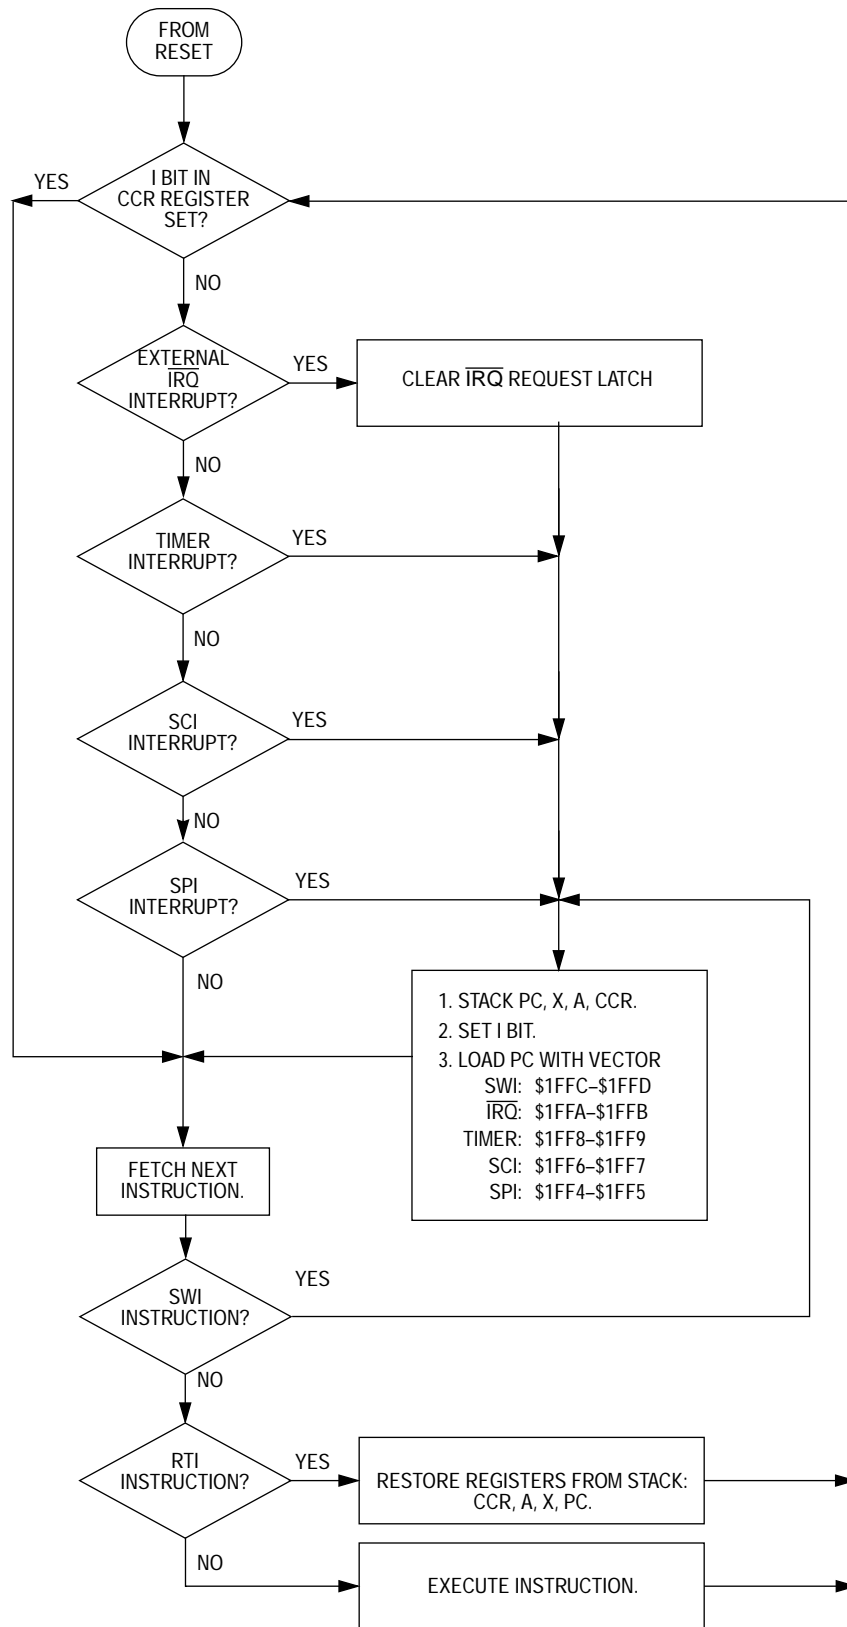 FROM
RESET
I BIT IN
CCR REGISTER
SET?
YES
NO
EXTERNAL
I̅R̅Q̅
INTERRUPT?
YES
CLEAR I̅R̅Q̅ REQUEST LATCH
NO
TIMER
INTERRUPT?
YES
NO
SCI
INTERRUPT?
YES
NO
SPI
INTERRUPT?
YES
NO
1. STACK PC, X, A, CCR.
2. SET I BIT.
3. LOAD PC WITH VECTOR
SWI: $1FFC–$1FFD
I̅R̅Q̅: $1FFA–$1FFB
TIMER: $1FF8–$1FF9
SCI: $1FF6–$1FF7
SPI: $1FF4–$1FF5
FETCH NEXT
INSTRUCTION.
SWI
INSTRUCTION?
YES
NO
RTI
INSTRUCTION?
YES
RESTORE REGISTERS FROM STACK:
CCR, A, X, PC.
NO
EXECUTE INSTRUCTION.